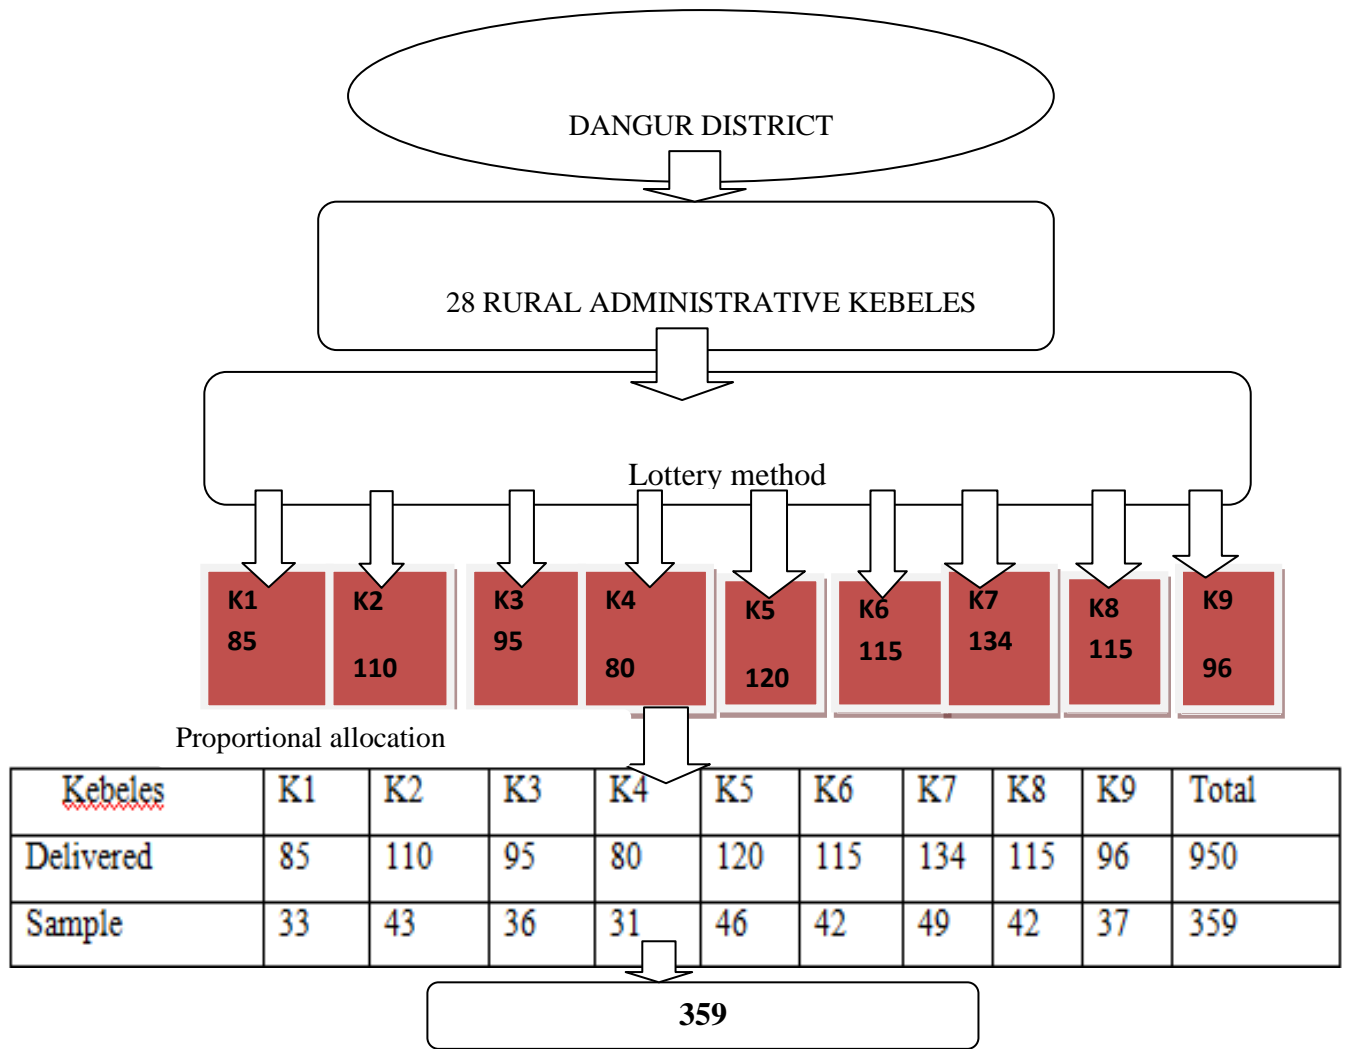 DANGUR DISTRICT
28 RURAL ADMINISTRATIVE KEBELES
Lottery method
K1
85
K2
110
K3
95
K4
80
K5
120
K6
115
K7
134
K8
115
K9
96
Proportional allocation
Kebeles K1 K2 K3 K4 K5 K6 K7 K8 K9 Total
Delivered 85 110 95 80 120 115 134 115 96 950
Sample 33 43 36 31 46 42 49 42 37 359
359